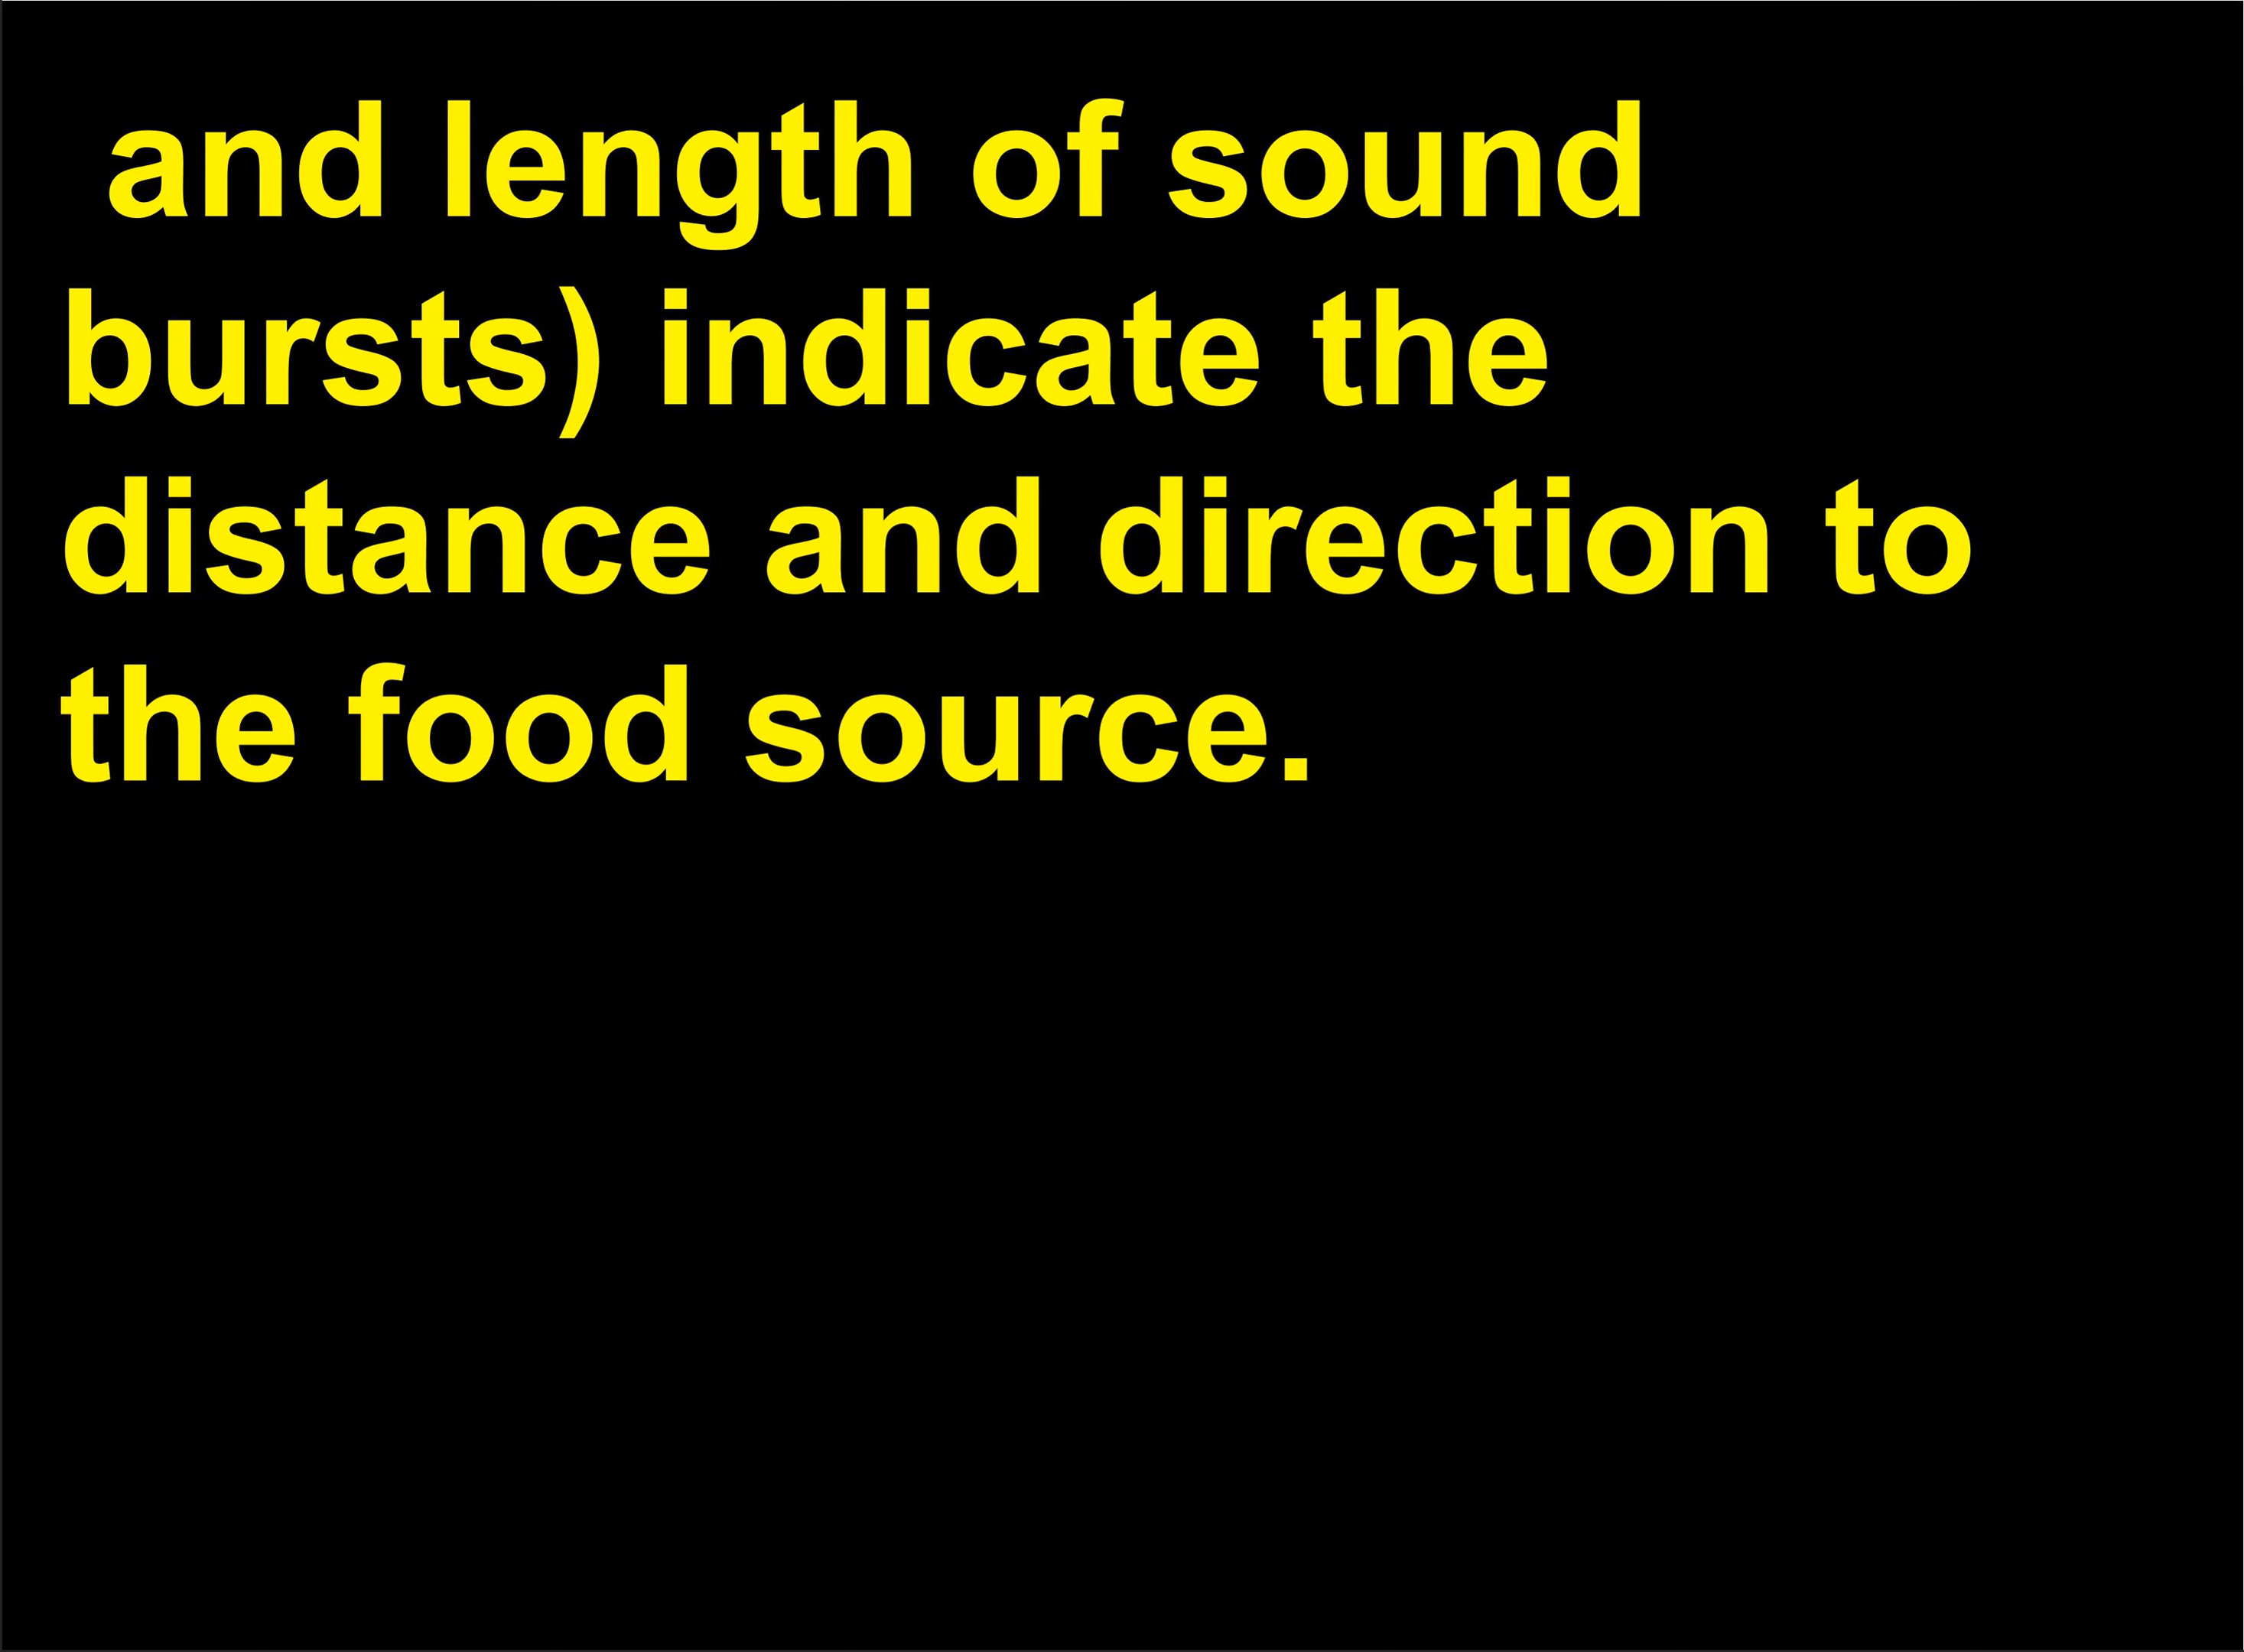 and length of sound
bursts) indicate the
distance and direction to
the food source.